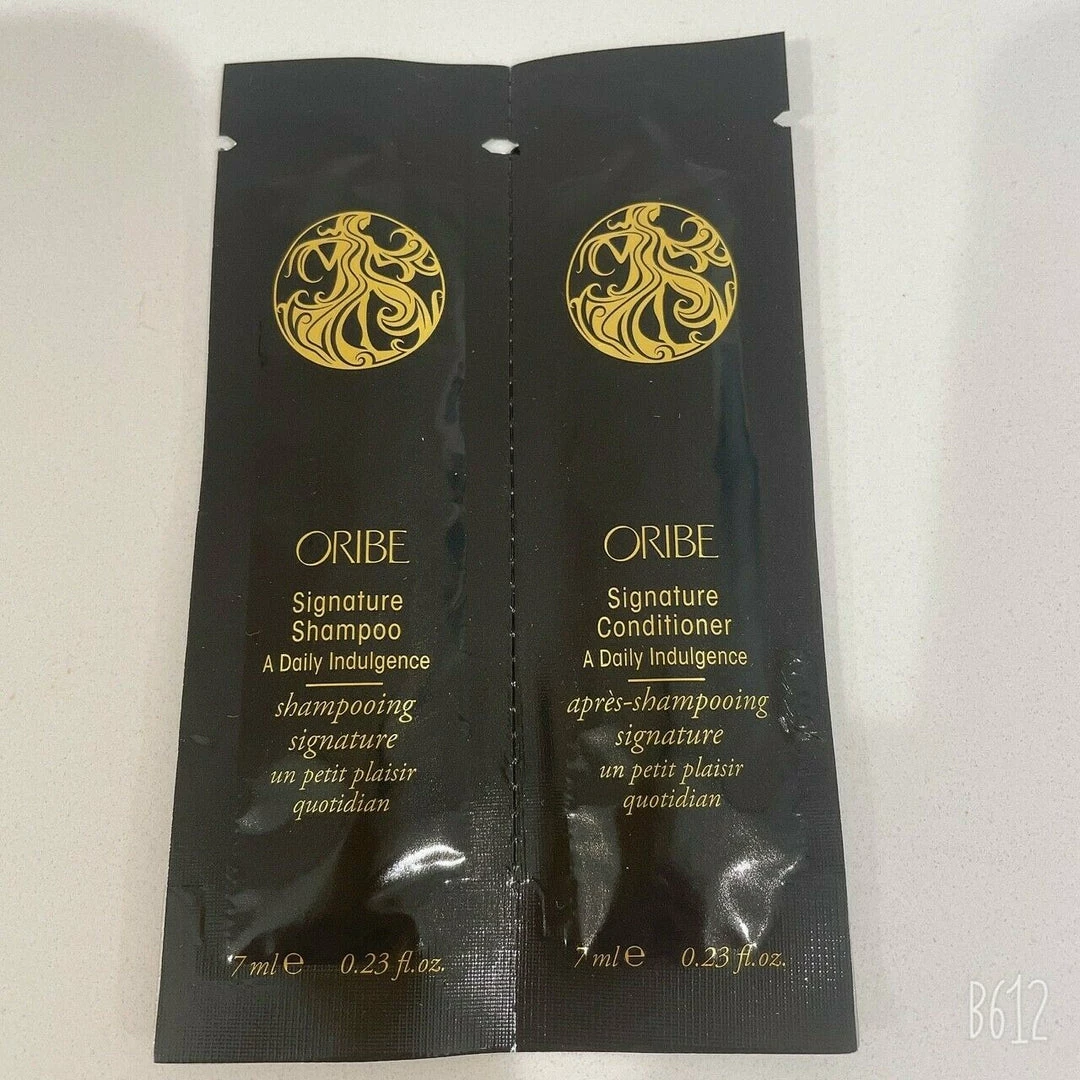 ORIBE
Signature
Shampoo
A Daily Indulgence
shampooing
signature
un petit plaisir
quotidian
7 ml e 0.23 fl.oz.
ORIBE
Signature
Conditioner
A Daily Indulgence
après-shampooing
signature
un petit plaisir
quotidian
7 ml e 0.23 fl.oz.
B612